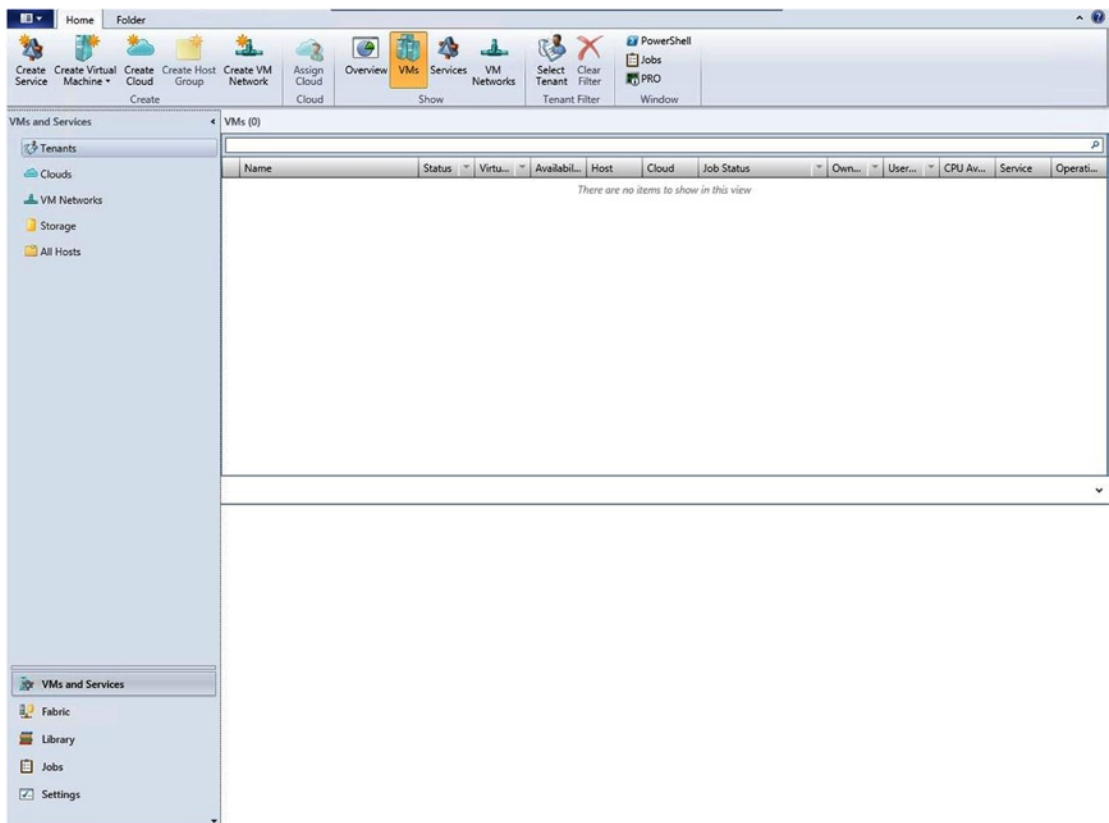 Home Folder
Create Service
Create Virtual Machine
Create Cloud
Create Host Group
Create VM Network
Assign Cloud
Overview
VMs
Services
VM Networks
Select Tenant
Clear Filter
PowerShell
Jobs
PRO
Create Cloud Show Tenant Filter Window
VMs and Services
VMs (0)
Tenants
Clouds
VM Networks
Storage
All Hosts
Name Status Virtu... Availabil... Host Cloud Job Status Own... User... CPU Av... Service Operati...
There are no items to show in this view
VMs and Services
Fabric
Library
Jobs
Settings